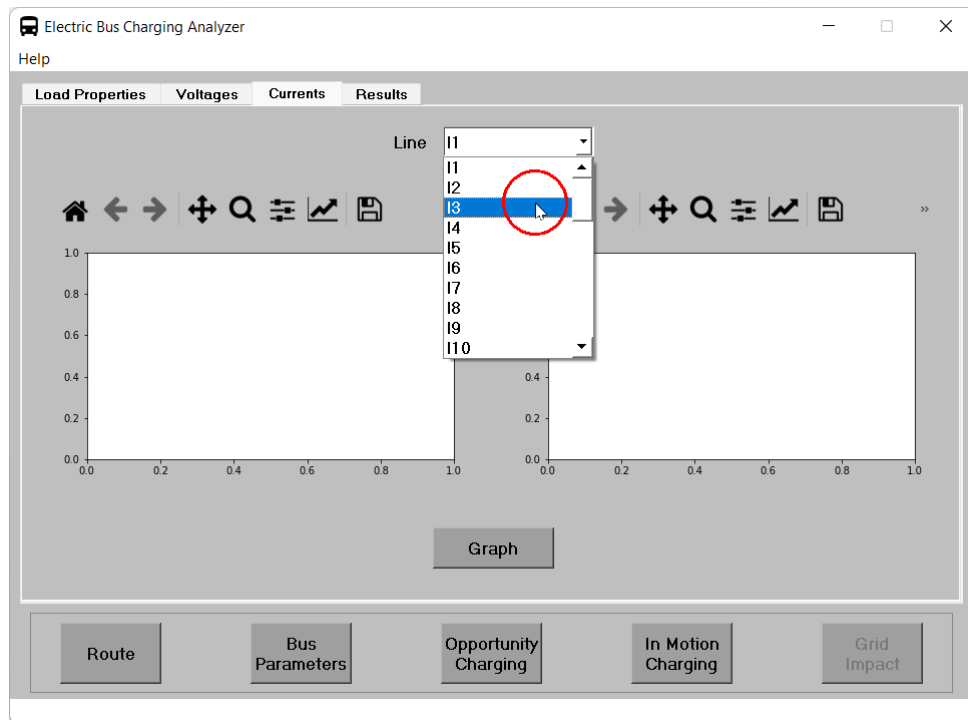 Electric Bus Charging Analyzer
Help
Load Properties Voltages Currents Results
Line I1
I1
I2
I3
I4
I5
I6
I7
I8
I9
I10
»
1.0
0.8
0.6
0.4
0.2
0.0
0.0 0.2 0.4 0.6 0.8 1.0
0.4
0.2
0.0
0.0 0.2 0.4 0.6 0.8 1.0
Graph
Route
Bus
Parameters
Opportunity
Charging
In Motion
Charging
Grid
Impact